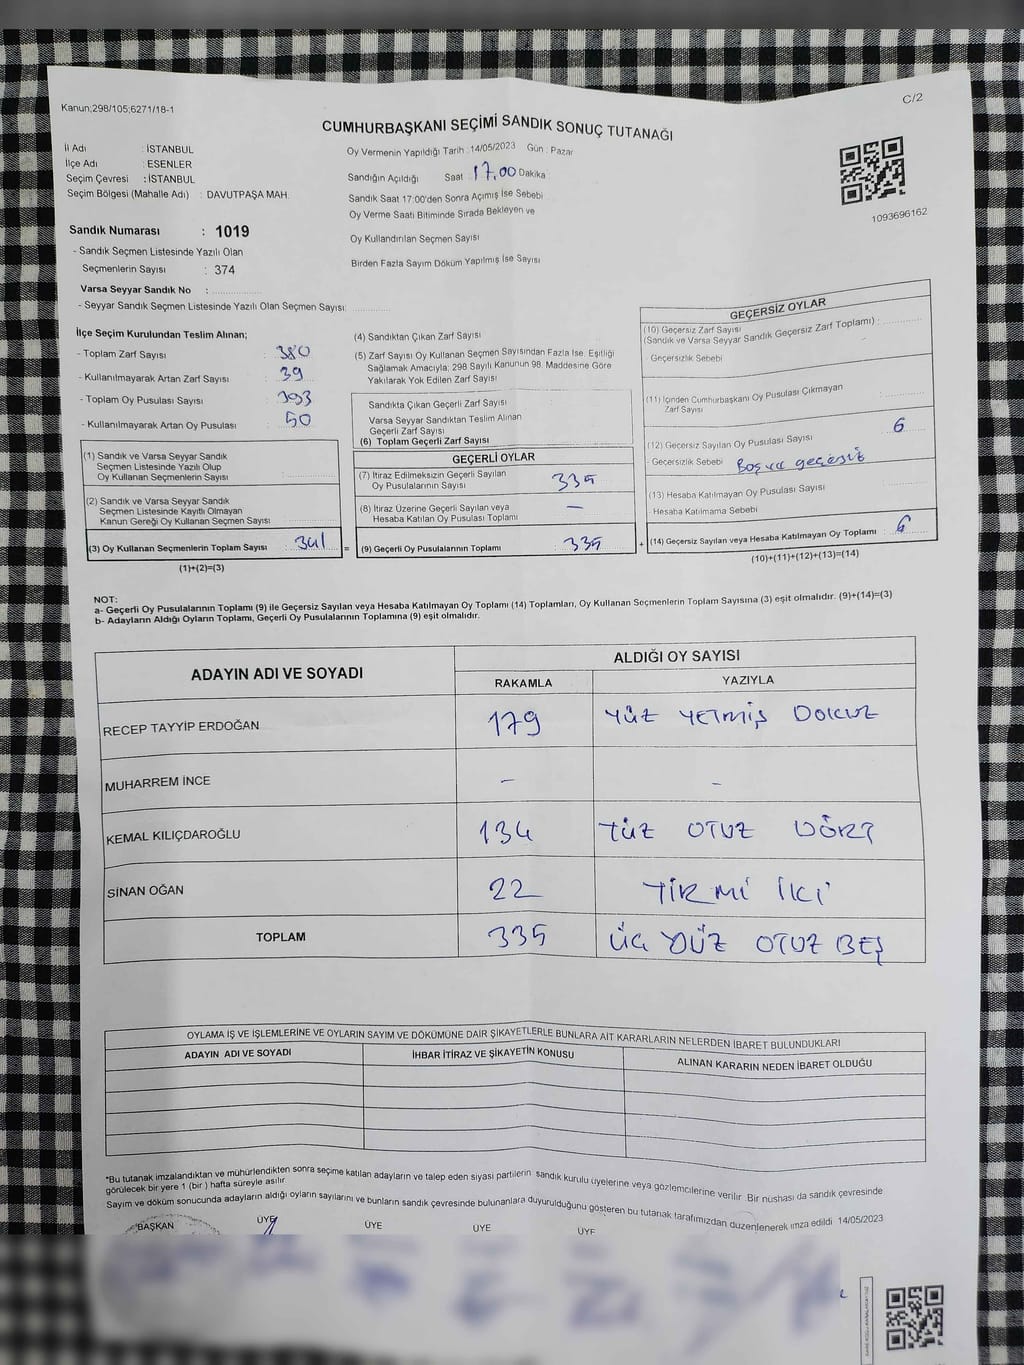 Kanun;298/105;6271/18-1
C/2
CUMHURBAŞKANI SEÇİMİ SANDIK SONUÇ TUTANAĞI
İl Adı : İSTANBUL
İlçe Adı : ESENLER
Seçim Çevresi : İSTANBUL
Seçim Bölgesi (Mahalle Adı) : DAVUTPAŞA MAH.
Sandık Numarası : 1019
- Sandık Seçmen Listesinde Yazılı Olan
Seçmenlerin Sayısı : 374
Varsa Seyyar Sandık No :
- Seyyar Sandık Seçmen Listesinde Yazılı Olan Seçmen Sayısı:
Oy Vermenin Yapıldığı Tarih :14/05/2023 Gün : Pazar
Sandığın Açıldığı Saat 17.00 Dakika
Sandık Saat 17:00'den Sonra Açımış İse Sebebi
Oy Verme Saati Bitiminde Sırada Bekleyen ve
Oy Kullandırılan Seçmen Sayısı
Birden Fazla Sayım Döküm Yapılmış İse Sayısı
1093696162
İlçe Seçim Kurulundan Teslim Alınan;
- Toplam Zarf Sayısı : 380
- Kullanılmayarak Artan Zarf Sayısı : 39
- Toplam Oy Pusulası Sayısı : 393
- Kullanılmayarak Artan Oy Pusulası : 50
(1) Sandık ve Varsa Seyyar Sandık
Seçmen Listesinde Yazılı Olup
Oy Kullanan Seçmenlerin Sayısı
(2) Sandık ve Varsa Seyyar Sandık
Seçmen Listesinde Kayıtlı Olmayan
Kanun Gereği Oy Kullanan Seçmen Sayısı
(3) Oy Kullanan Seçmenlerin Toplam Sayısı : 341 =
(1)+(2)=(3)
(4) Sandıktan Çıkan Zarf Sayısı
(5) Zarf Sayısı Oy Kullanan Seçmen Sayısından Fazla İse, Eşitliği
Sağlamak Amacıyla; 298 Sayılı Kanunun 98. Maddesine Göre
Yakılarak Yok Edilen Zarf Sayısı
Sandıkta Çıkan Geçerli Zarf Sayısı
Varsa Seyyar Sandıktan Teslim Alınan
Geçerli Zarf Sayısı
(6) Toplam Geçerli Zarf Sayısı
GEÇERLİ OYLAR
(7) İtiraz Edilmeksizin Geçerli Sayılan
Oy Pusulalarının Sayısı 335
(8) İtiraz Üzerine Geçerli Sayılan veya
Hesaba Katılan Oy Pusulası Toplamı —
(9) Geçerli Oy Pusulalarının Toplamı 335 +
GEÇERSİZ OYLAR
(10) Geçersiz Zarf Sayısı
(Sandık ve Varsa Seyyar Sandık Geçersiz Zarf Toplamı) :
- Geçersizlik Sebebi
(11) İçinden Cumhurbaşkanı Oy Pusulası Çıkmayan
Zarf Sayısı
(12) Geçersiz Sayılan Oy Pusulası Sayısı 6
- Geçersizlik Sebebi Boş ve geçersiz
(13) Hesaba Katılmayan Oy Pusulası Sayısı
- Hesaba Katılmama Sebebi
(14) Geçersiz Sayılan veya Hesaba Katılmayan Oy Toplamı : 6
(10)+(11)+(12)+(13)=(14)
NOT:
a- Geçerli Oy Pusulalarının Toplamı (9) ile Geçersiz Sayılan veya Hesaba Katılmayan Oy Toplamı (14) Toplamları, Oy Kullanan Seçmenlerin Toplam Sayısına (3) eşit olmalıdır. (9)+(14)=(3)
b- Adayların Aldığı Oyların Toplamı, Geçerli Oy Pusulalarının Toplamına (9) eşit olmalıdır.
ADAYIN ADI VE SOYADI
ALDIĞI OY SAYISI
RAKAMLA YAZIYLA
RECEP TAYYİP ERDOĞAN 179 YÜZ YETMİŞ DOKUZ
MUHARREM İNCE - -
KEMAL KILIÇDAROĞLU 134 YÜZ OTUZ DÖRT
SİNAN OĞAN 22 YİRMİ İKİ
TOPLAM 335 ÜÇ YÜZ OTUZ BEŞ
OYLAMA İŞ VE İŞLEMLERİNE VE OYLARIN SAYIM VE DÖKÜMÜNE DAİR ŞİKAYETLERLE BUNLARA AİT KARARLARIN NELERDEN İBARET BULUNDUKLARI
ADAYIN ADI VE SOYADI
İHBAR İTİRAZ VE ŞİKAYETİN KONUSU
ALINAN KARARIN NEDEN İBARET OLDUĞU
*Bu tutanak imzalandıktan ve mühürlendikten sonra seçime katılan adayların ve talep eden siyasi partilerin sandık kurulu üyelerine veya gözlemcilerine verilir. Bir nüshası da sandık çevresinde
görülecek bir yere 1 (bir ) hafta süreyle asılır
Sayım ve döküm sonucunda adayların aldığı oyların sayılarını ve bunların sandık çevresinde bulunanlara duyurulduğunu gösteren bu tutanak tarafımızdan düzenlenerek imza edildi 14/05/2023
BAŞKAN ÜYE ÜYE ÜYE ÜYE